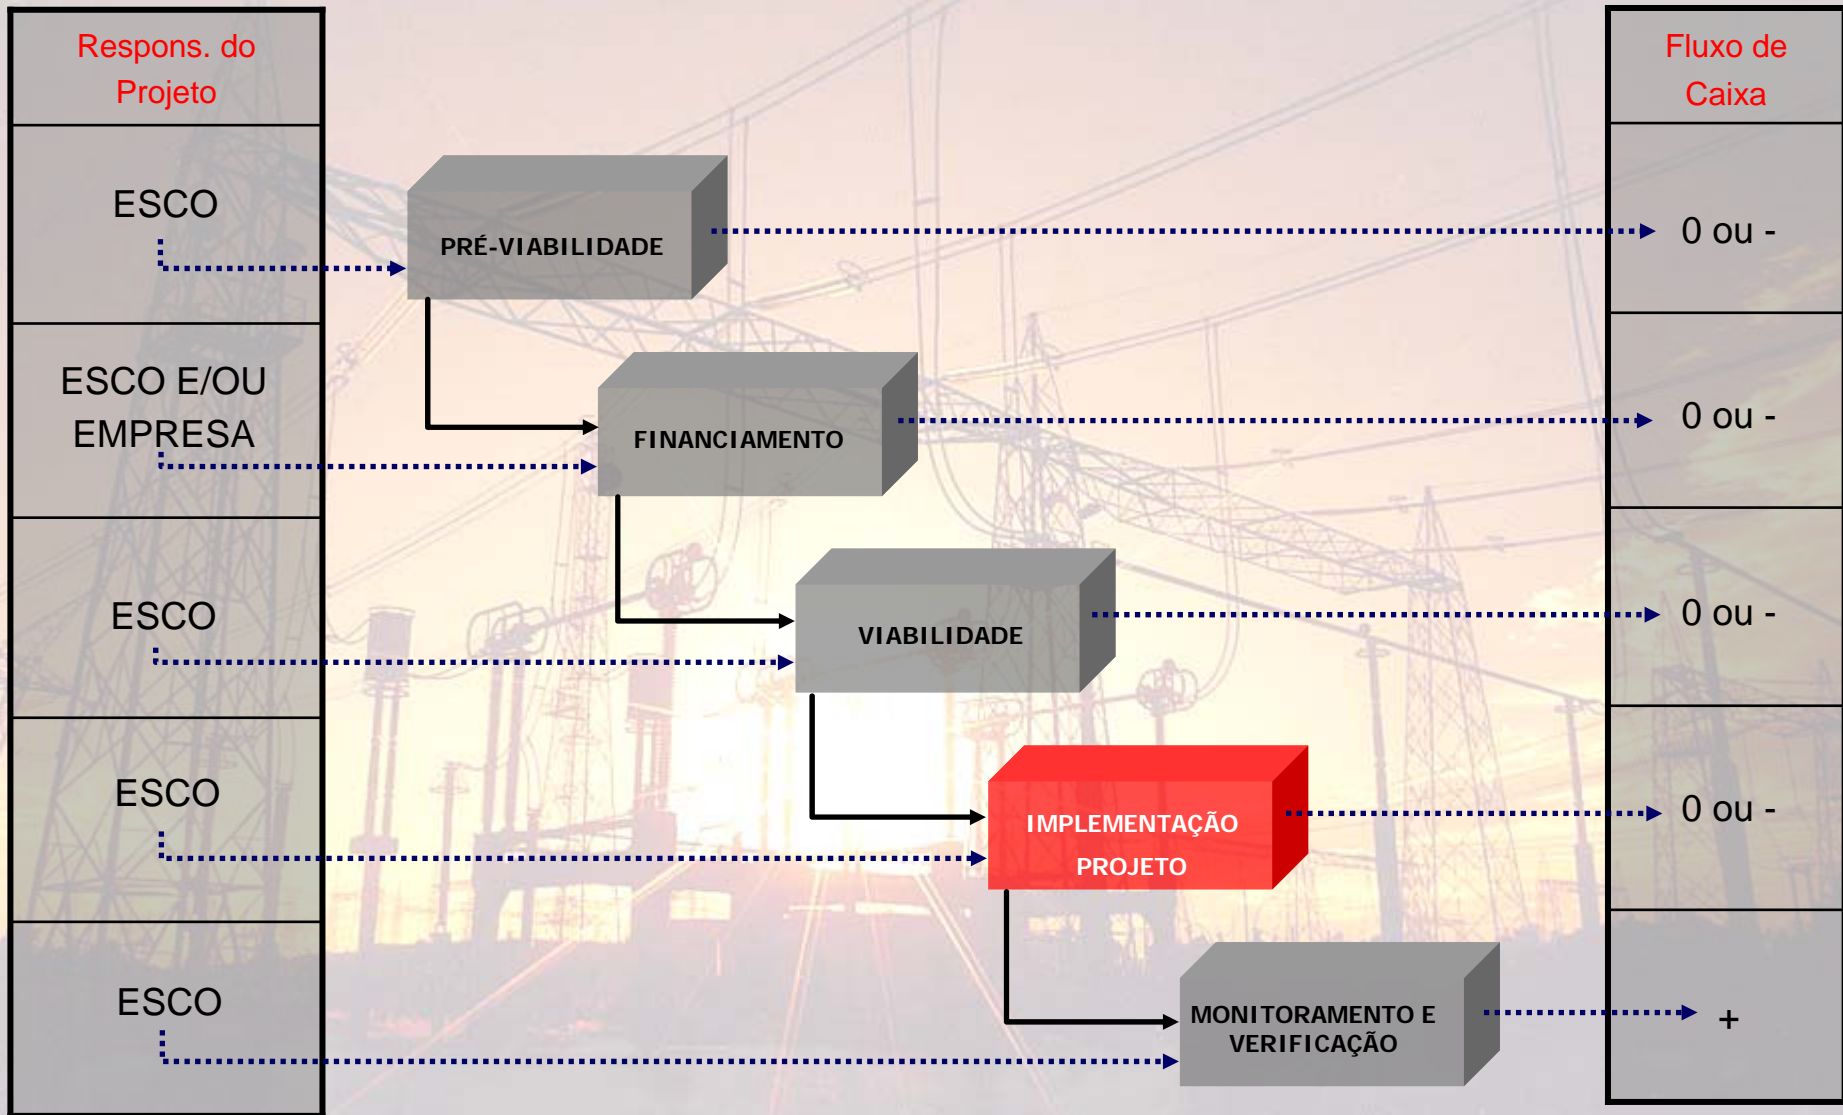 Respons. do
Projeto
Fluxo de
Caixa
ESCO
PRÉ-VIABILIDADE
0 ou -
ESCO E/OU
EMPRESA
FINANCIAMENTO
0 ou -
ESCO
VIABILIDADE
0 ou -
ESCO
IMPLEMENTAÇÃO
PROJETO
0 ou -
ESCO
MONITORAMENTO E
VERIFICAÇÃO
+